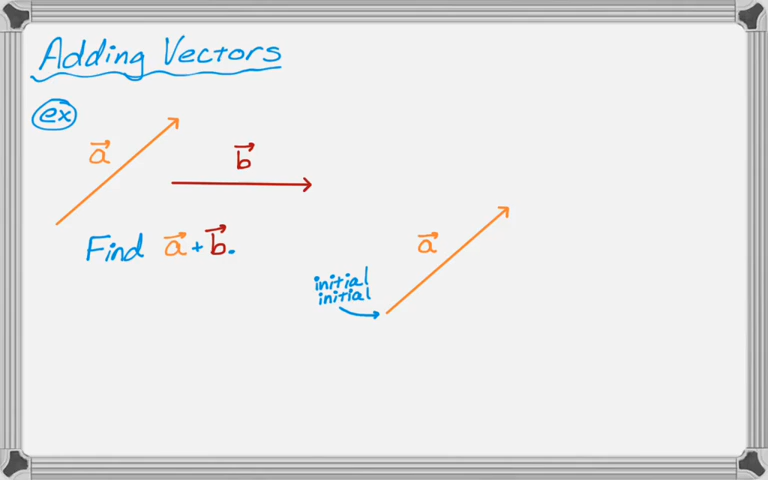 Adding Vectors
ex
a⃗
b⃗
Find a⃗ + b⃗.
a⃗
initial
initial